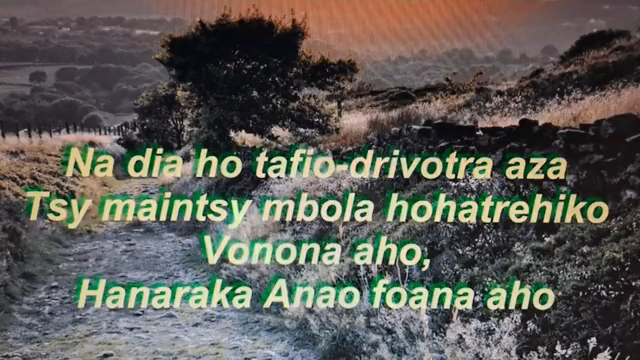 Na dia ho tafio-drivotra aza
Tsy maintsy mbola hohatrehiko
Vonona aho,
Hanaraka Anao foana aho